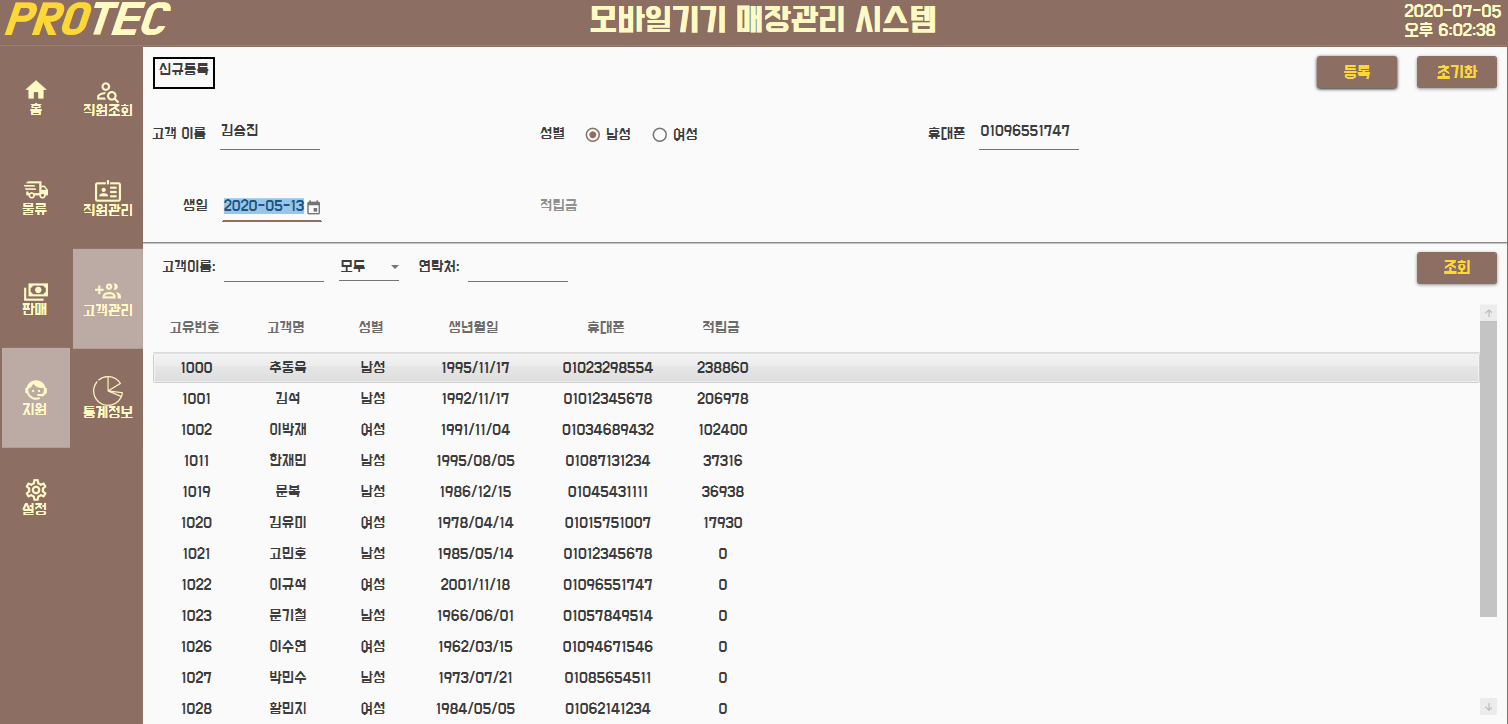 PROTEC
모바일기기 매장관리 시스템
2020-07-05
오후 6:02:38
홈
직원조회
물류
직원관리
판매
고객관리
지원
통계정보
설정
신규등록
등록
초기화
고객 이름 김승진 성별 남성 여성 휴대폰 01096551747
생일 2020-05-13 적립금
고객이름: 모두 연락처: 조회
고유번호 고객명 성별 생년월일 휴대폰 적립금
1000 추동욱 남성 1995/11/17 01023298554 238860
1001 김석 남성 1992/11/17 01012345678 206978
1002 이박재 여성 1991/11/04 01034689432 102400
1011 한재민 남성 1995/08/05 01087131234 37316
1019 문복 남성 1986/12/15 01045431111 36938
1020 김유미 여성 1978/04/14 01015751007 17930
1021 고민호 남성 1985/05/14 01012345678 0
1022 이규석 여성 2001/11/18 01096551747 0
1023 문기철 남성 1966/06/01 01057849514 0
1026 이수연 여성 1962/03/15 01094671546 0
1027 박민수 남성 1973/07/21 01085654511 0
1028 황민지 여성 1984/05/05 01062141234 0